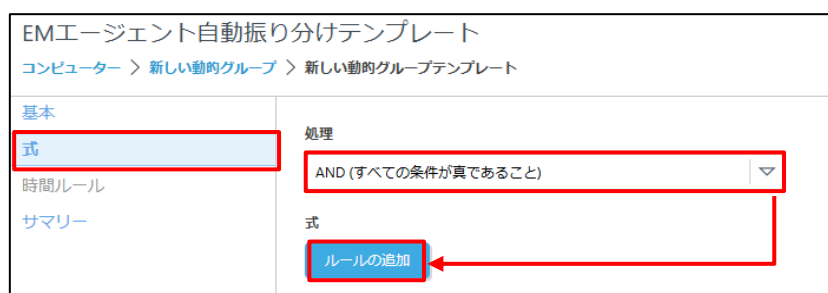 EMエージェント自動振り分けテンプレート
コンピューター > 新しい動的グループ > 新しい動的グループテンプレート
基本
式
時間ルール
サマリー
処理
AND (すべての条件が真であること)
式
ルールの追加